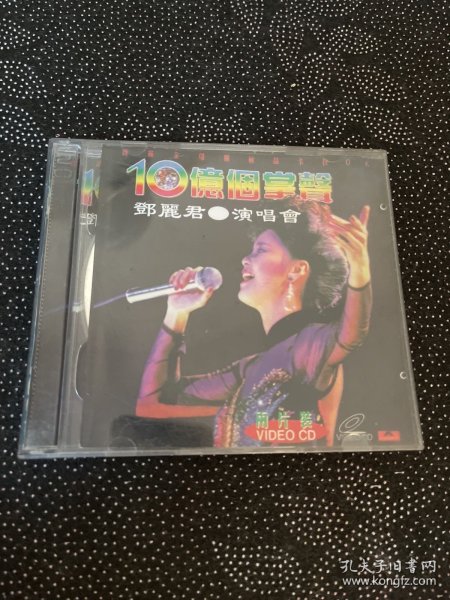 10億個掌聲
鄧麗君 演唱會
兩片裝
VIDEO CD
孔夫子旧书网
www.kongfz.com